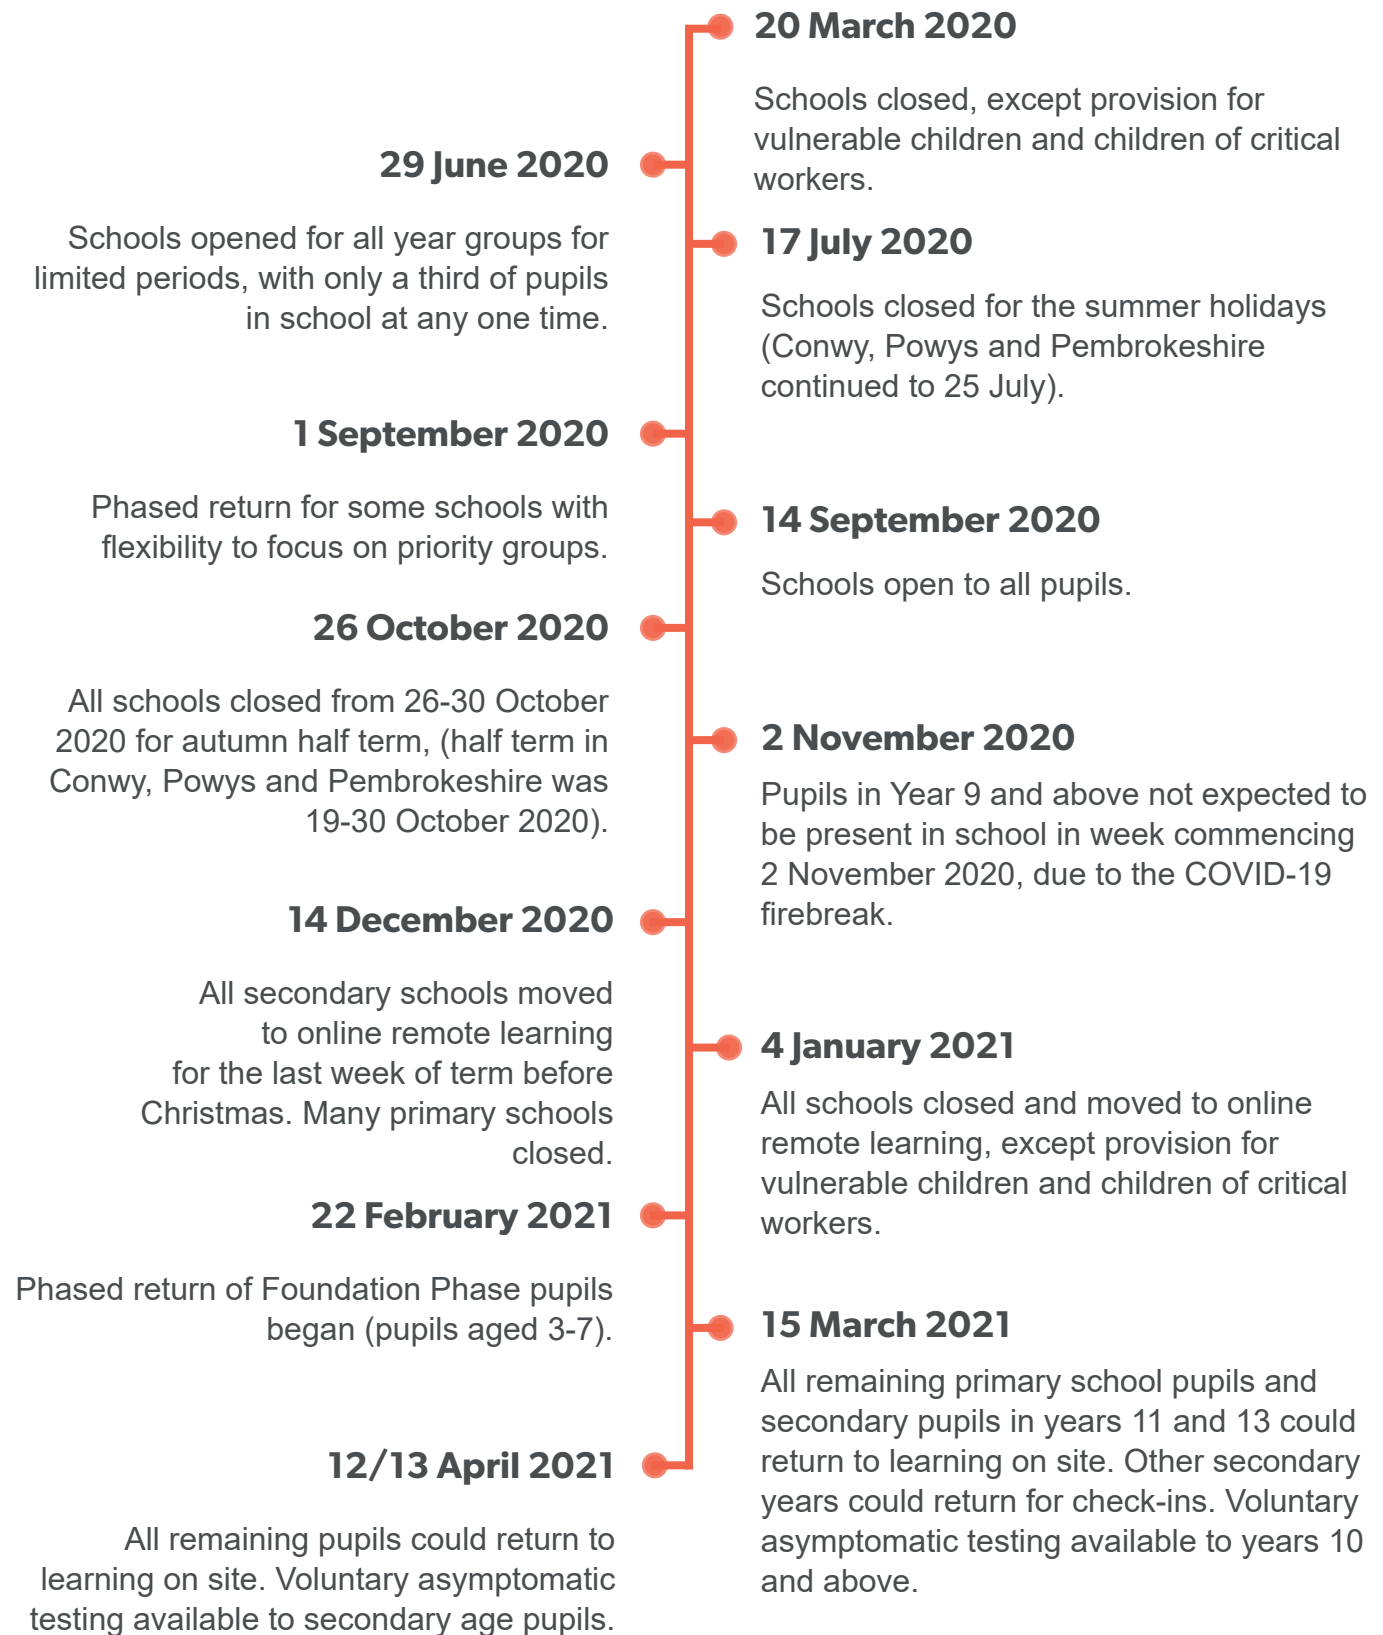 20 March 2020
Schools closed, except provision for
vulnerable children and children of critical
workers.
29 June 2020
Schools opened for all year groups for
limited periods, with only a third of pupils
in school at any one time.
17 July 2020
Schools closed for the summer holidays
(Conwy, Powys and Pembrokeshire
continued to 25 July).
1 September 2020
Phased return for some schools with
flexibility to focus on priority groups.
14 September 2020
Schools open to all pupils.
26 October 2020
All schools closed from 26-30 October
2020 for autumn half term, (half term in
Conwy, Powys and Pembrokeshire was
19-30 October 2020).
2 November 2020
Pupils in Year 9 and above not expected to
be present in school in week commencing
2 November 2020, due to the COVID-19
firebreak.
14 December 2020
All secondary schools moved
to online remote learning
for the last week of term before
Christmas. Many primary schools
closed.
4 January 2021
All schools closed and moved to online
remote learning, except provision for
vulnerable children and children of critical
workers.
22 February 2021
Phased return of Foundation Phase pupils
began (pupils aged 3-7).
15 March 2021
All remaining primary school pupils and
secondary pupils in years 11 and 13 could
return to learning on site. Other secondary
years could return for check-ins. Voluntary
asymptomatic testing available to years 10
and above.
12/13 April 2021
All remaining pupils could return to
learning on site. Voluntary asymptomatic
testing available to secondary age pupils.